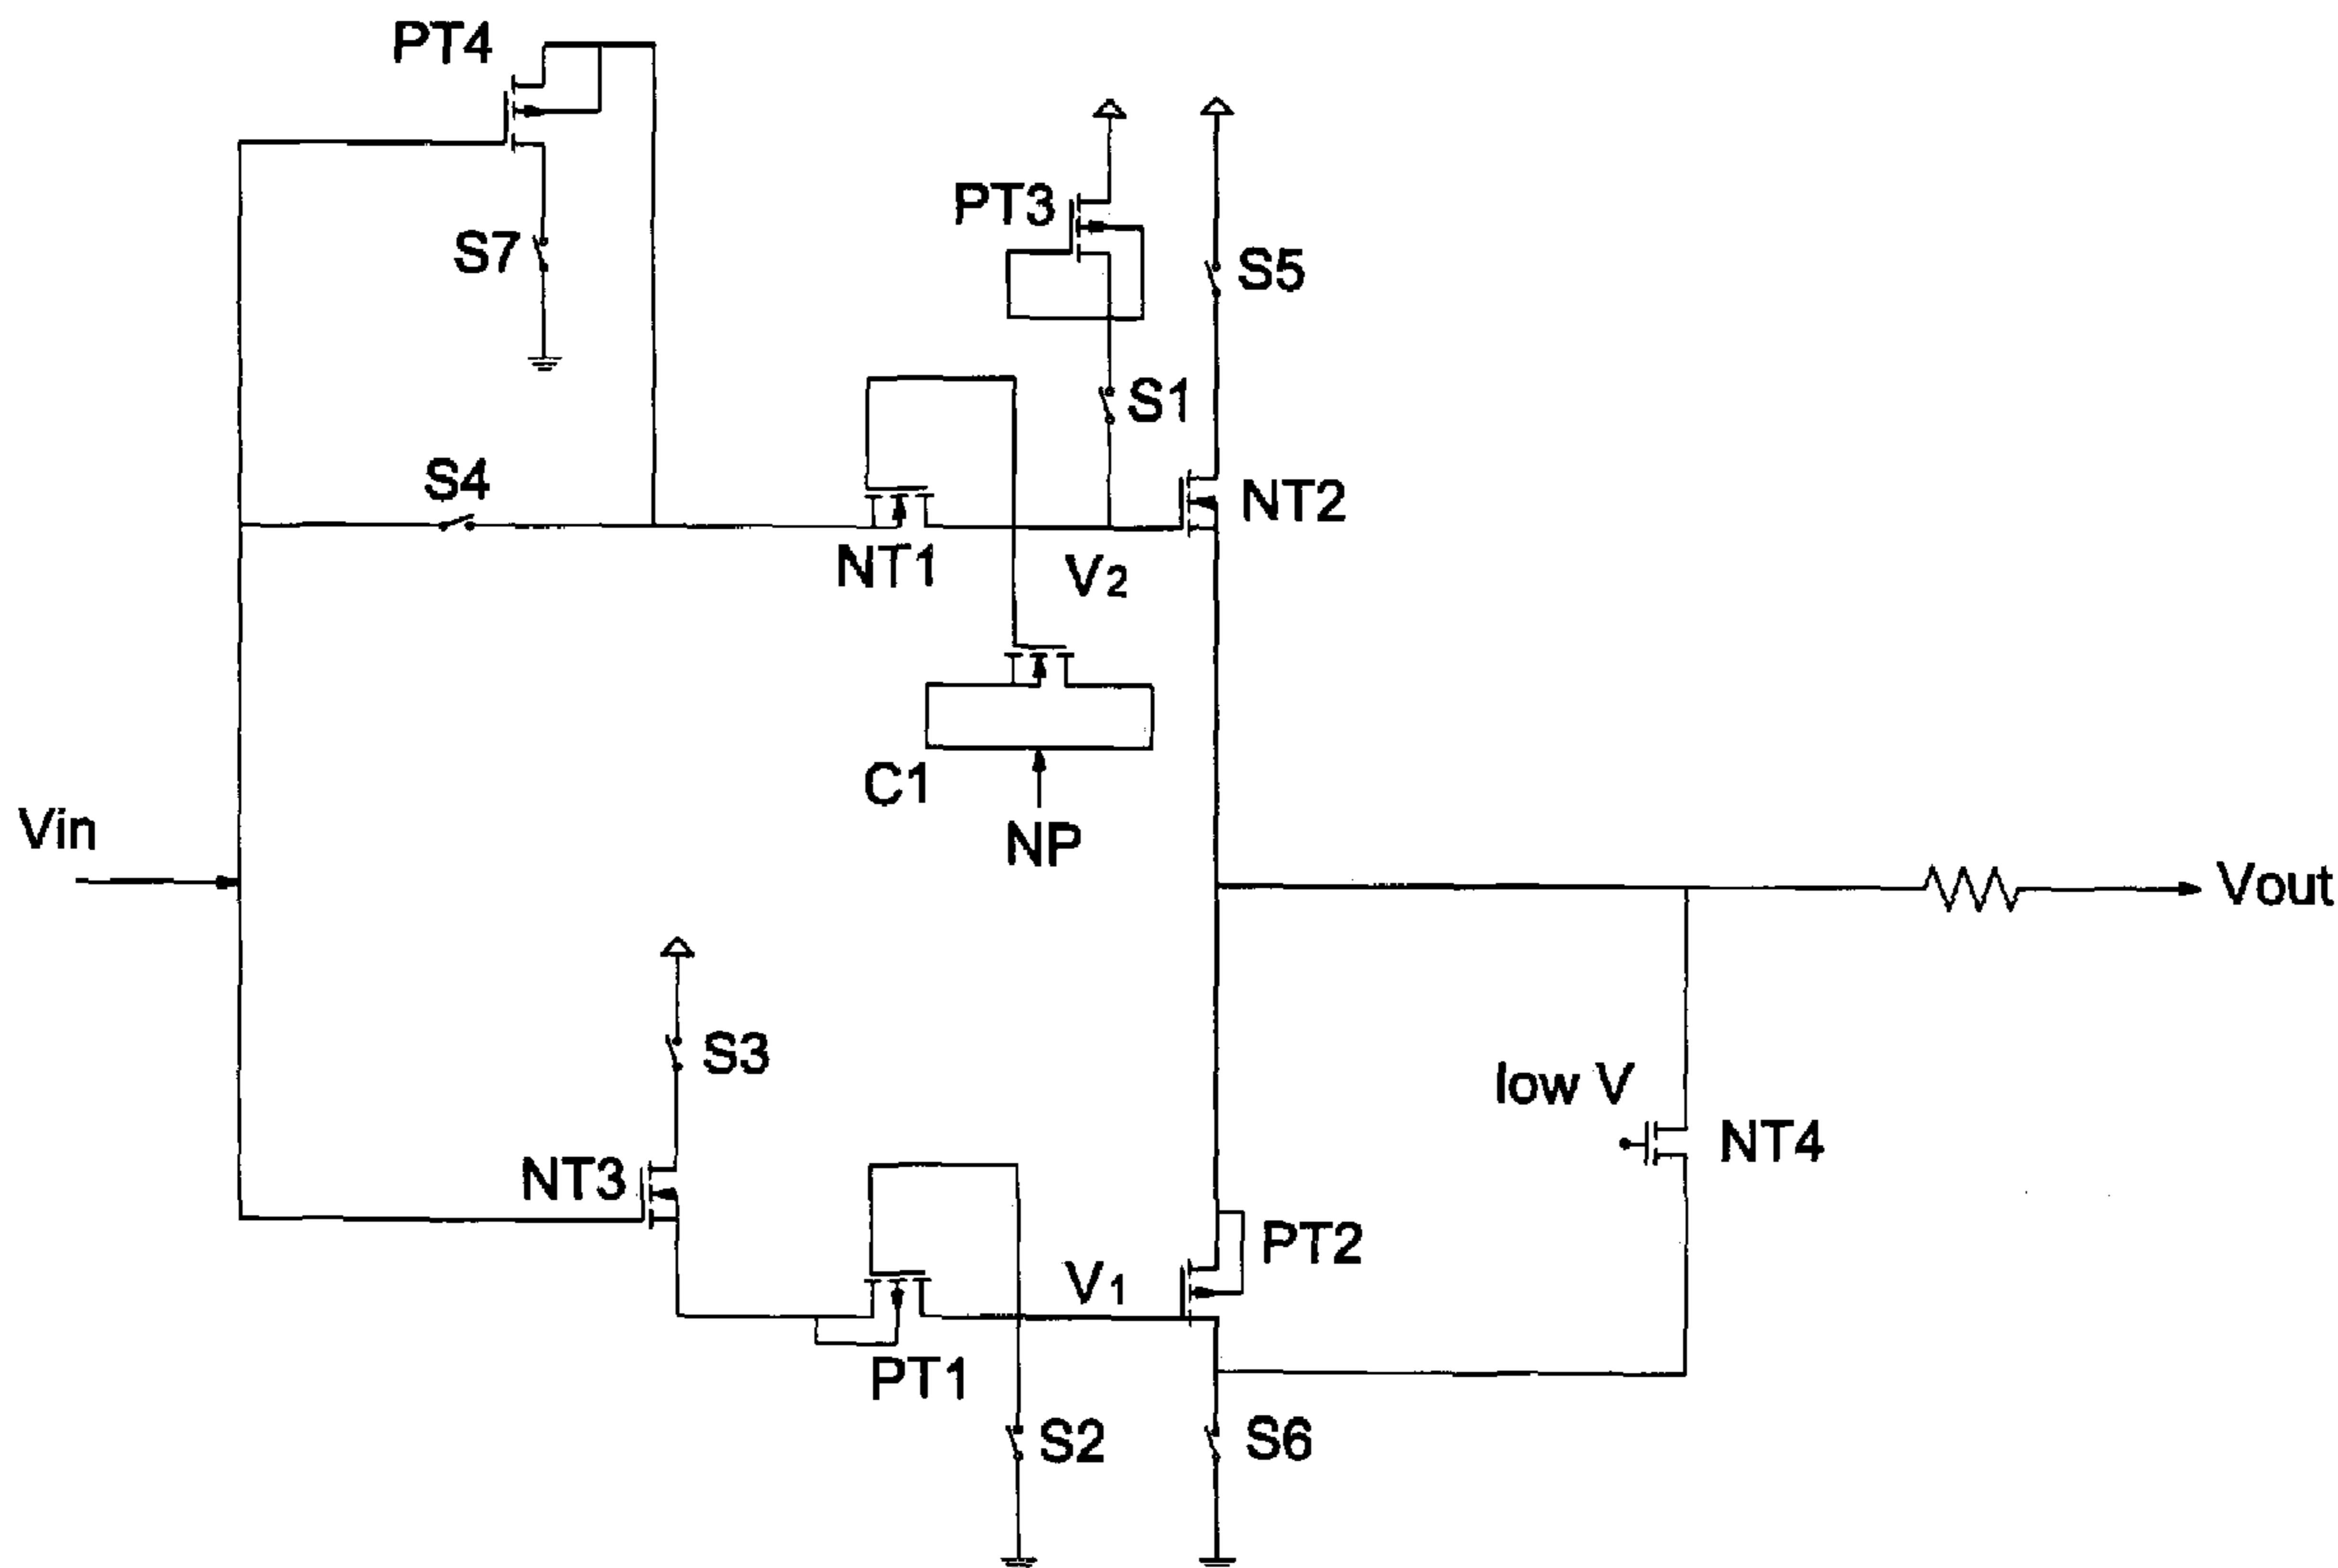 PT4
PT3
S7
S5
S1
S4
NT2
NT1
V2
C1
NP
Vin
Vout
S3
low V
NT4
NT3
PT2
V1
PT1
S2
S6